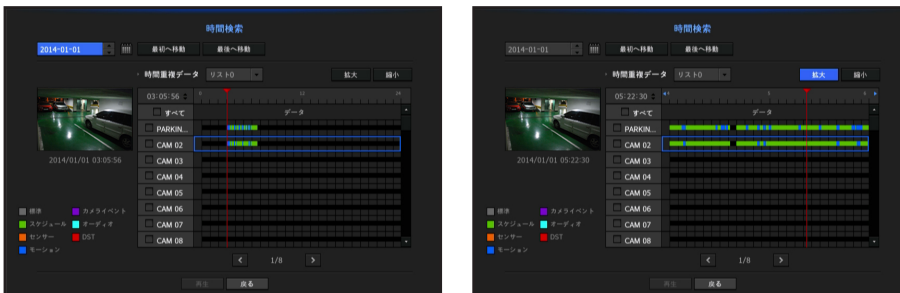 時間検索
2014-01-01
最初へ移動
最後へ移動
時間重複データ リスト0
拡大
縮小
03:05:56
0 12 24
すべて データ
PARKIN...
CAM 02
CAM 03
CAM 04
CAM 05
CAM 06
CAM 07
CAM 08
2014/01/01 03:05:56
標準 カメライベント
スケジュール オーディオ
センサー DST
モーション
1/8
再生
戻る
時間検索
2014-01-01
最初へ移動
最後へ移動
時間重複データ リスト0
拡大
縮小
05:22:30
4 5 6
すべて データ
PARKIN...
CAM 02
CAM 03
CAM 04
CAM 05
CAM 06
CAM 07
CAM 08
2014/01/01 05:22:30
標準 カメライベント
スケジュール オーディオ
センサー DST
モーション
1/8
再生
戻る